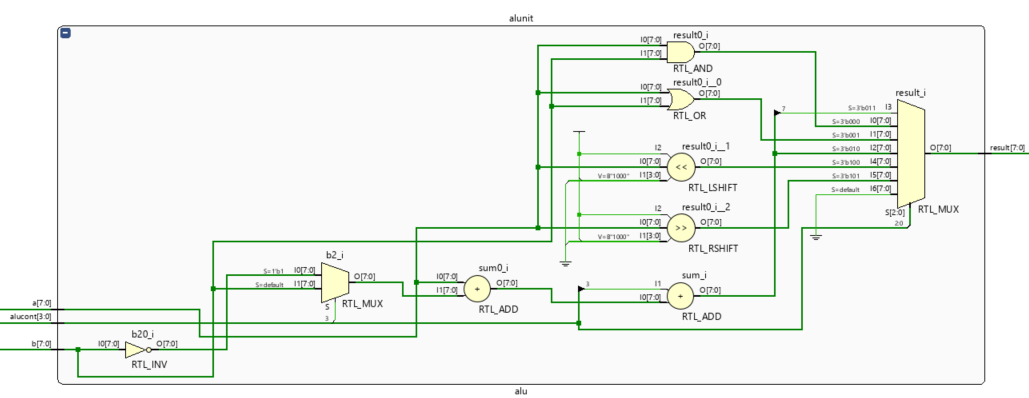 alunit
result0_i
I0[7:0] O[7:0]
I1[7:0]
RTL_AND
result0_i__0
I0[7:0] O[7:0]
I1[7:0]
RTL_OR
result_i
7 S=3'b011 I3
S=3'b000 I0[7:0]
S=3'b001 I1[7:0]
S=3'b010 I2[7:0] O[7:0] result[7:0]
S=3'b100 I4[7:0]
S=3'b101 I5[7:0]
S=default I6[7:0]
S[2:0] RTL_MUX
2:0
result0_i__1
I2
I0[7:0] << O[7:0]
V=B"1000" I1[3:0]
RTL_LSHIFT
result0_i__2
I2
I0[7:0] >> O[7:0]
V=B"1000" I1[3:0]
RTL_RSHIFT
b2_i
S=1'b1 I0[7:0] O[7:0]
S=default I1[7:0]
S RTL_MUX
3
sum0_i
I0[7:0] + O[7:0]
I1[7:0]
RTL_ADD
sum_i
3 I1 O[7:0]
I0[7:0] +
RTL_ADD
a[7:0]
alucont[3:0]
b[7:0]
b20_i
I0[7:0] O[7:0]
RTL_INV
alu